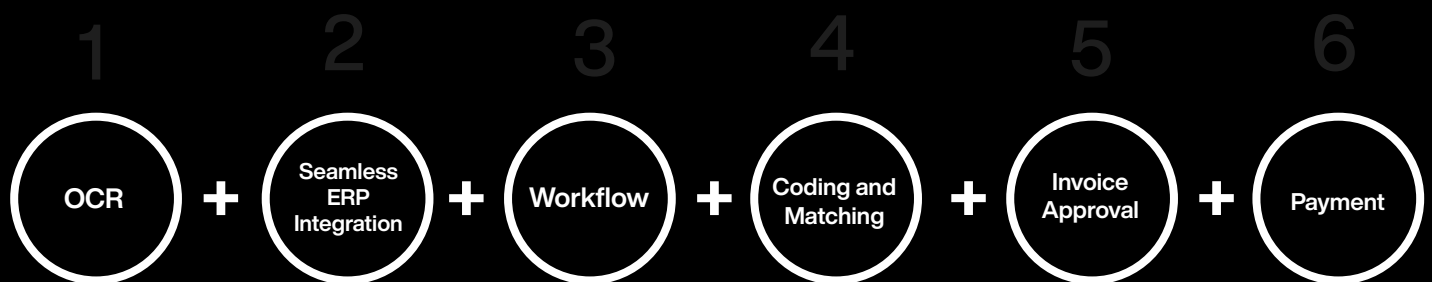 1
2
3
4
5
6
OCR
+
Seamless
ERP
Integration
+
Workflow
+
Coding and
Matching
+
Invoice
Approval
+
Payment